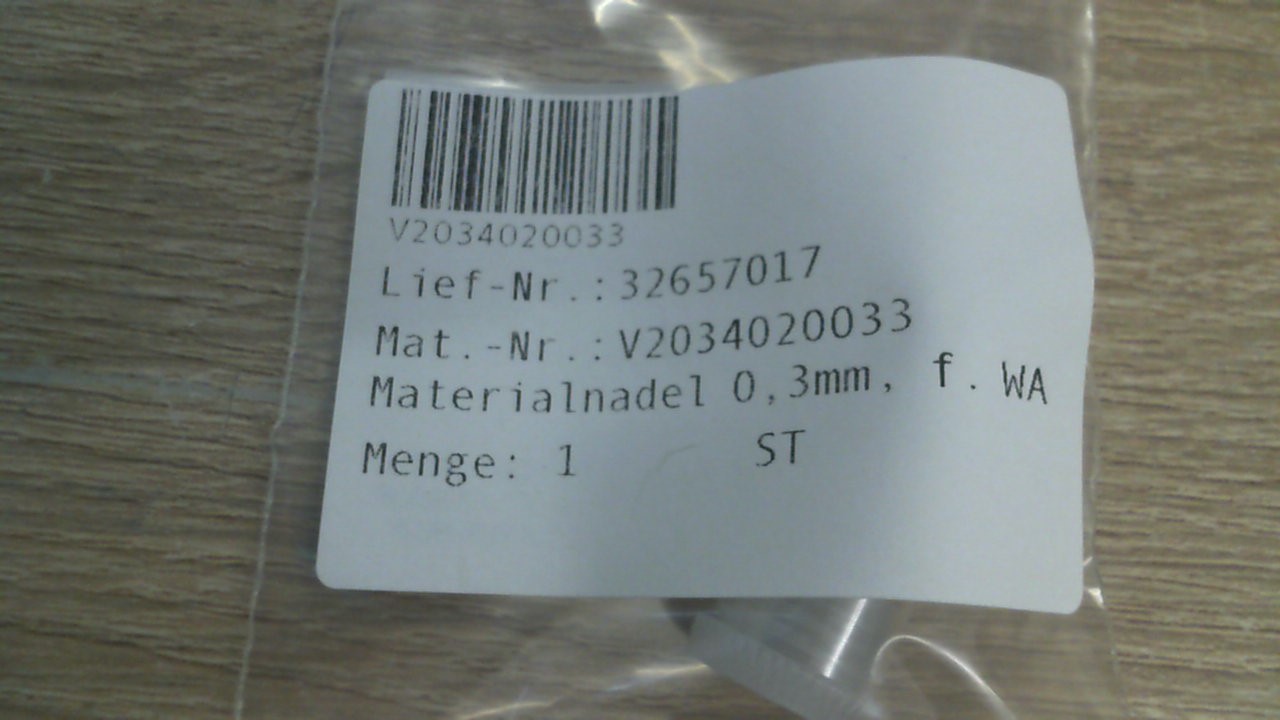 V2034020033
Lief-Nr.:32657017
Mat.-Nr.:V2034020033
Materialnadel 0,3mm, f. WA
Menge: 1 ST